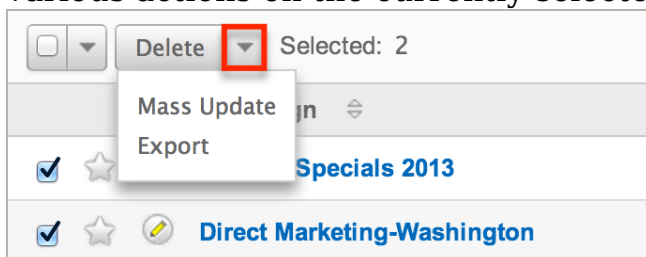 Delete Selected: 2
Mass Update
Export
Specials 2013
Direct Marketing-Washington